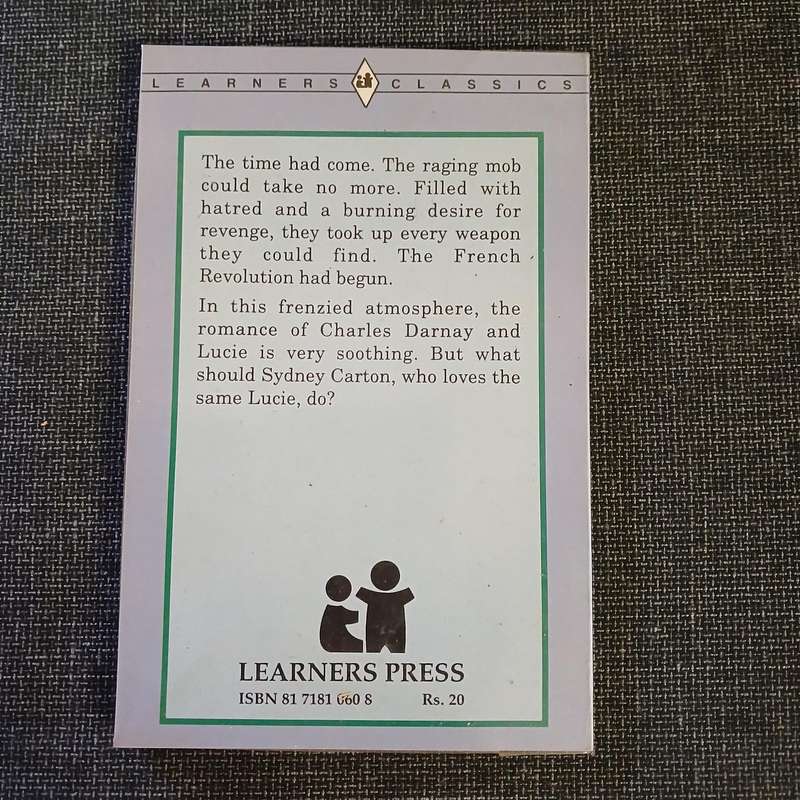 LEARNERS CLASSICS
The time had come. The raging mob
could take no more. Filled with
hatred and a burning desire for
revenge, they took up every weapon
they could find. The French
Revolution had begun.
In this frenzied atmosphere, the
romance of Charles Darnay and
Lucie is very soothing. But what
should Sydney Carton, who loves the
same Lucie, do?
LEARNERS PRESS
ISBN 81 7181 060 8 Rs. 20